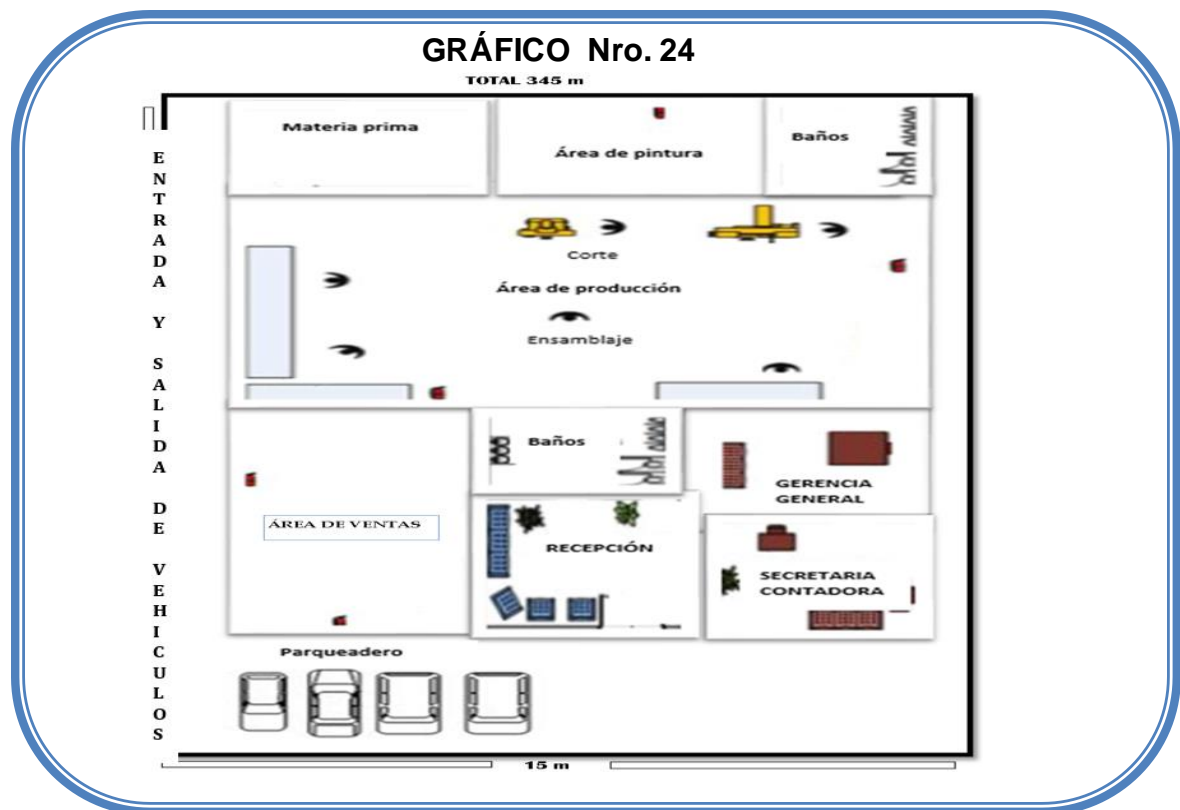 GRÁFICO Nro. 24
TOTAL 345 m
Materia prima
Área de pintura
Baños
ENTRADA Y SALIDA DE VEHICULOS
Corte
Área de producción
Ensamblaje
Baños
GERENCIA
GENERAL
ÁREA DE VENTAS
RECEPCIÓN
SECRETARIA
CONTADORA
Parqueadero
15 m